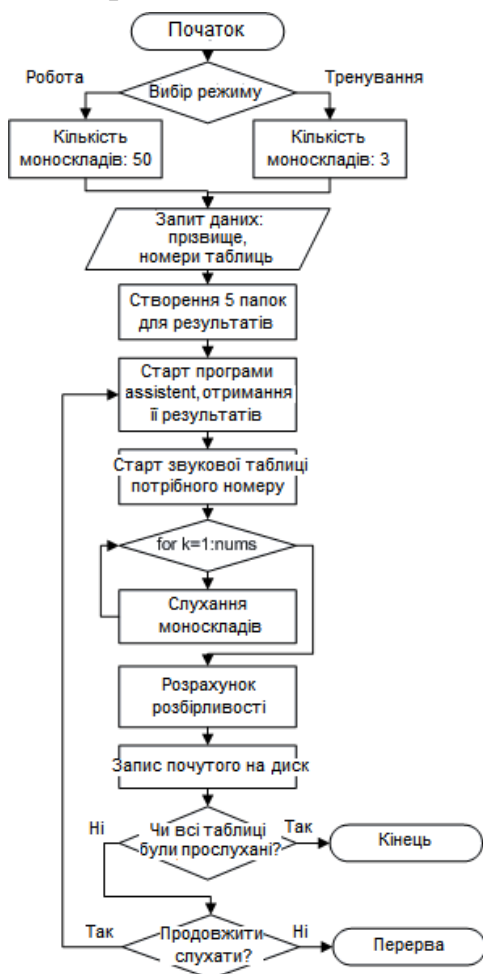 Початок
Робота
Тренування
Вибір режиму
Кількість
моноскладів: 50
Кількість
моноскладів: 3
Запит даних:
прізвище,
номери таблиць
Створення 5 папок
для результатів
Старт програми
assistent, отримання
її результатів
Старт звукової таблиці
потрібного номеру
for k=1:nums
Слухання
моноскладів
Розрахунок
розбірливості
Запис почутого на диск
Ні
Чи всі таблиці
були прослухані?
Так
Кінець
Так
Продовжити
слухати?
Ні
Перерва